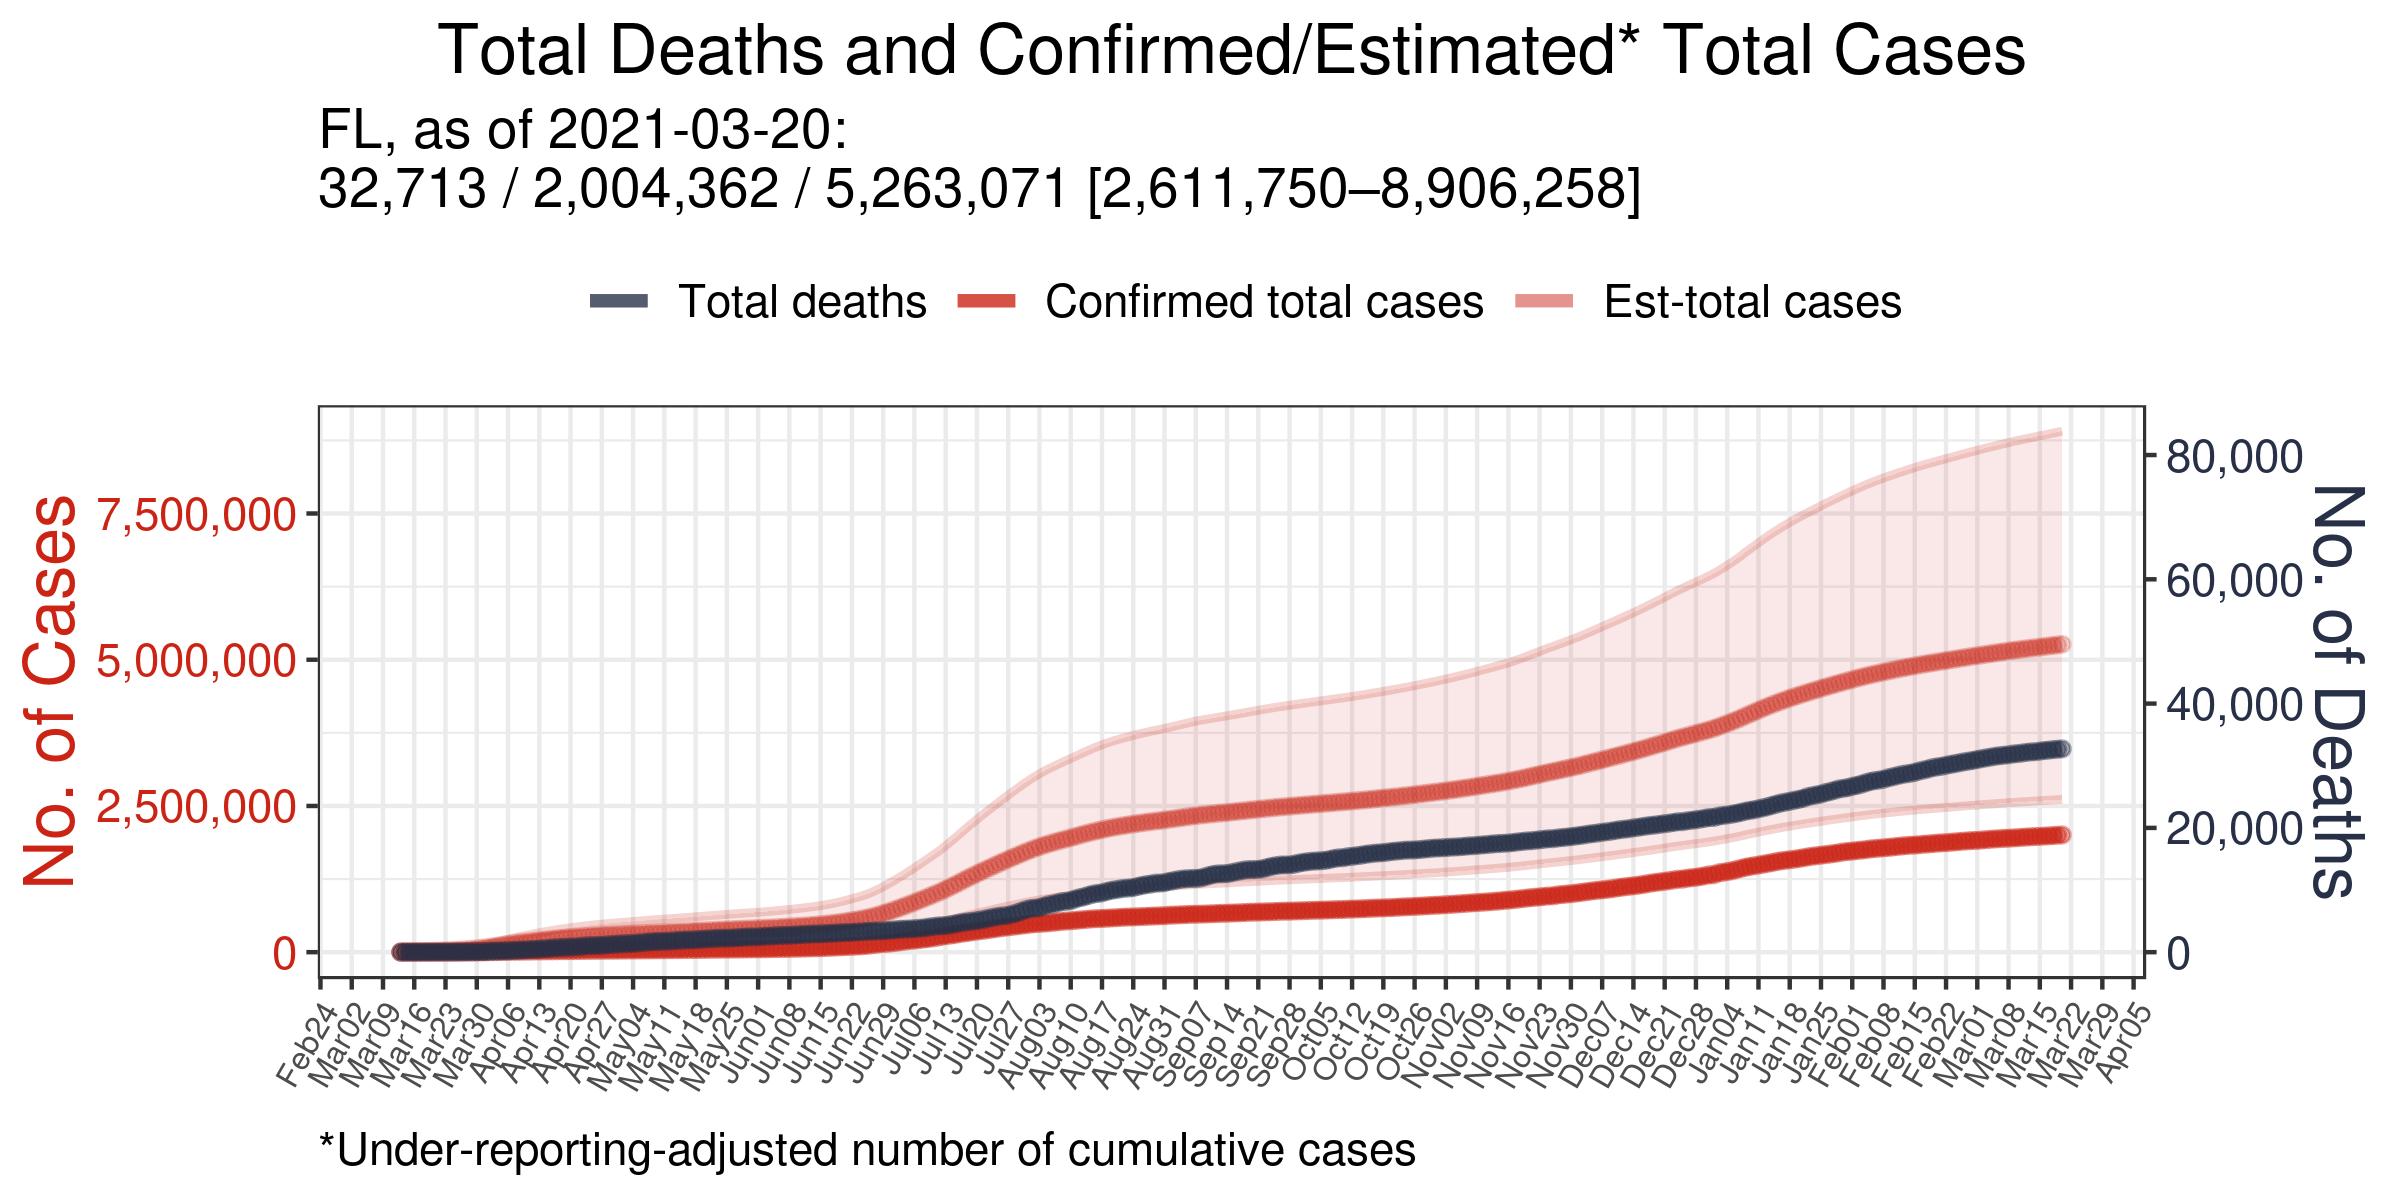 Total Deaths and Confirmed/Estimated* Total Cases
FL, as of 2021-03-20:
32,713 / 2,004,362 / 5,263,071 [2,611,750–8,906,258]
Total deaths
Confirmed total cases
Est-total cases
No. of Cases
7,500,000
5,000,000
2,500,000
0
80,000
60,000
40,000
20,000
0
No. of Deaths
Feb24
Mar02
Mar09
Mar16
Mar23
Mar30
Apr06
Apr13
Apr20
Apr27
May04
May11
May18
May25
Jun01
Jun08
Jun15
Jun22
Jun29
Jul06
Jul13
Jul20
Jul27
Aug03
Aug10
Aug17
Aug24
Aug31
Sep07
Sep14
Sep21
Sep28
Oct05
Oct12
Oct19
Oct26
Nov02
Nov09
Nov16
Nov23
Nov30
Dec07
Dec14
Dec21
Dec28
Jan04
Jan11
Jan18
Jan25
Feb01
Feb08
Feb15
Feb22
Mar01
Mar08
Mar15
Mar22
Mar29
Apr05
*Under-reporting-adjusted number of cumulative cases